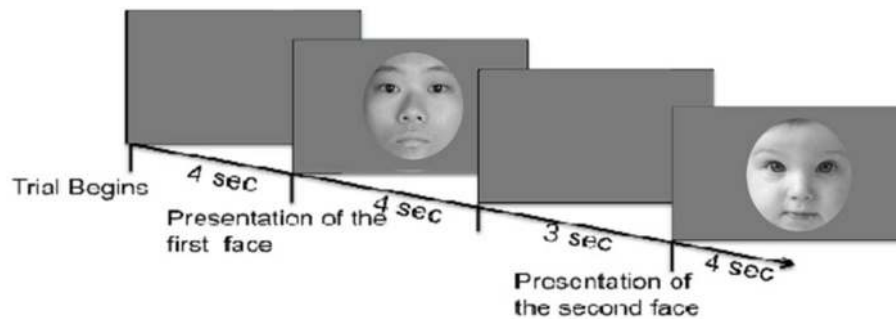 Trial Begins
4 sec
Presentation of the
first face
4 sec
3 sec
Presentation of
the second face
4 sec